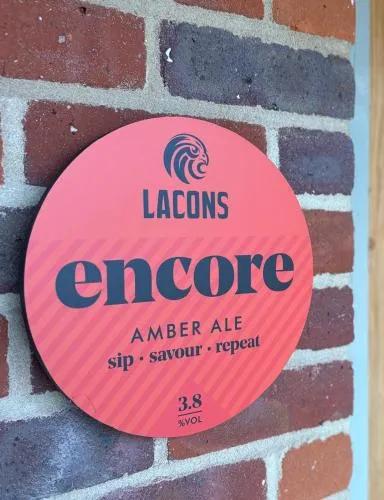 LACONS
encore
AMBER ALE
sip · savour · repeat
3.8
%VOL